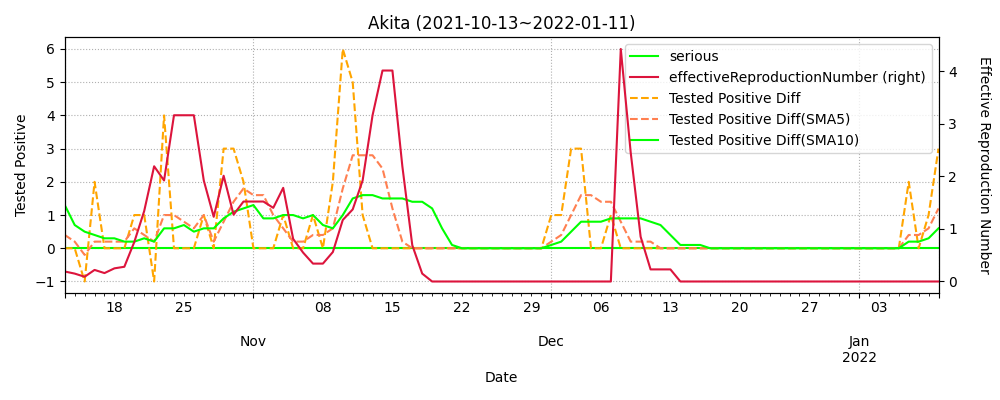 Akita (2021-10-13~2022-01-11)
serious
effectiveReproductionNumber (right)
Tested Positive Diff
Tested Positive Diff(SMA5)
Tested Positive Diff(SMA10)
Tested Positive
6
5
4
3
2
1
0
−1
Effective Reproduction Number
4
3
2
1
0
18 25 08 15 22 29 06 13 20 27 03
Nov Dec Jan
2022
Date